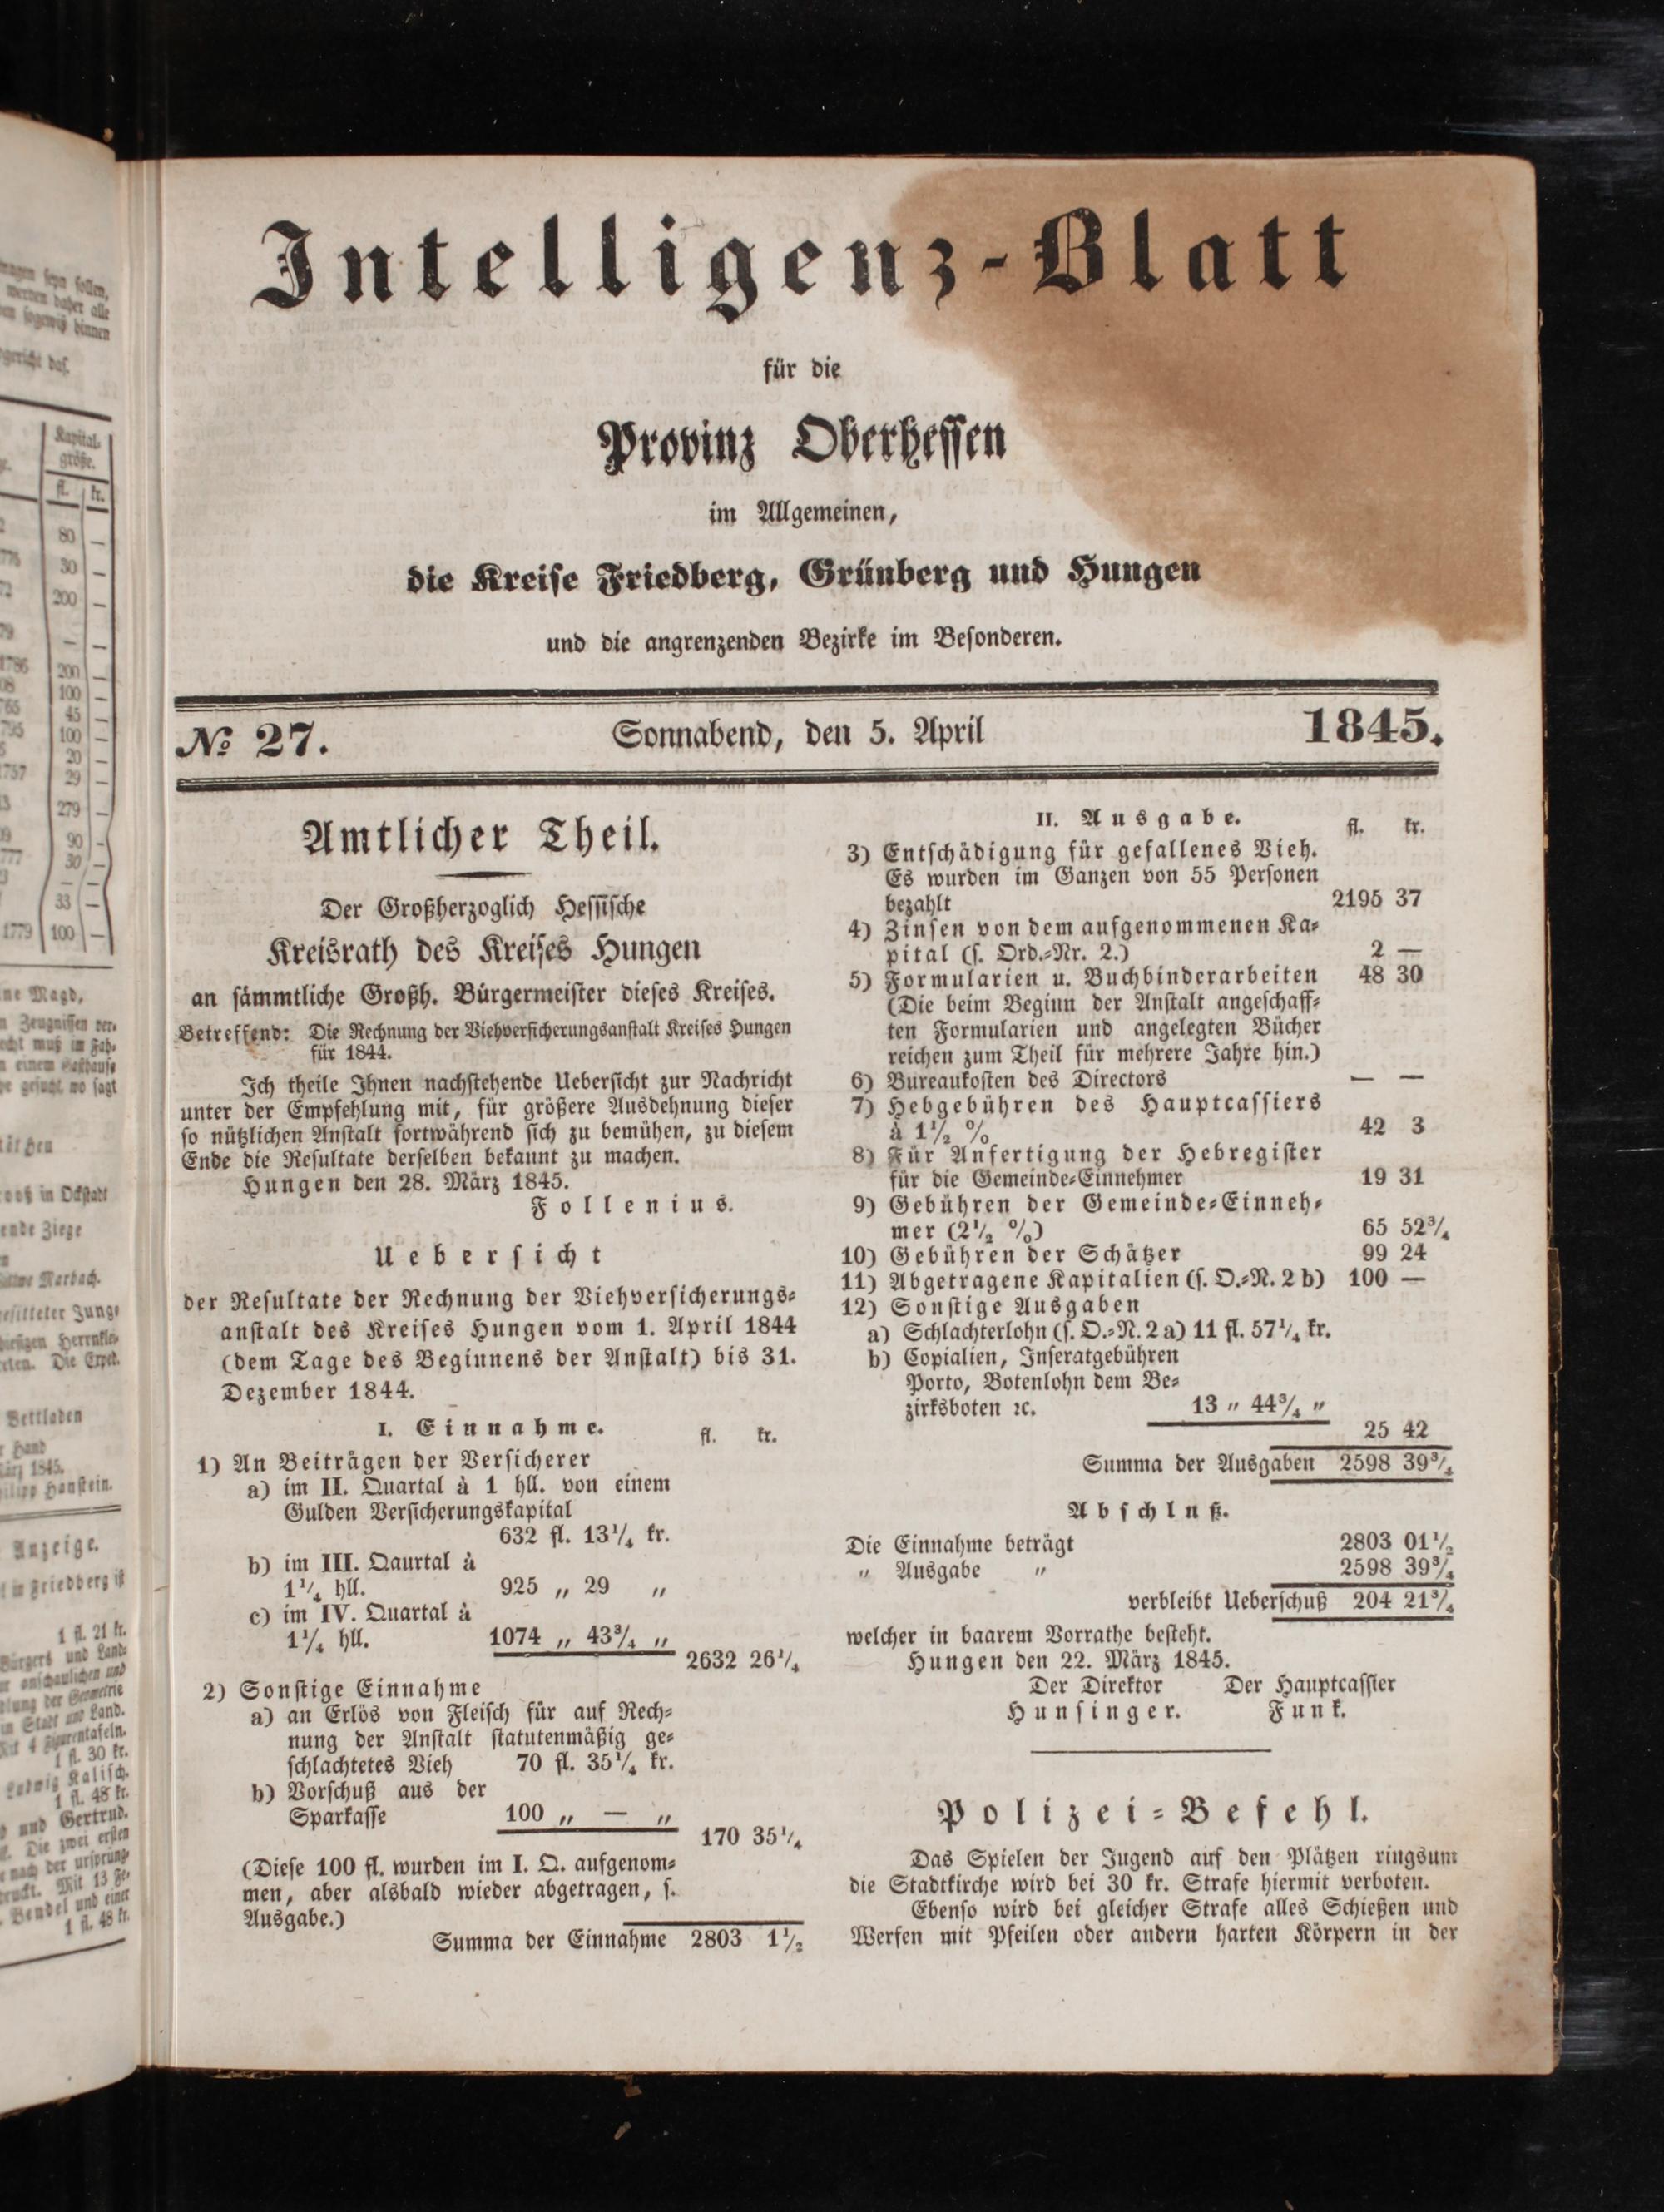 Intelligenz-Blatt
für die
Provinz Oberhessen
im Allgemeinen,
die Kreise Friedberg, Grünberg und Hungen
und die angrenzenden Bezirke im Besonderen.
№ 27. Sonnabend, den 5. April 1845.
Amtlicher Theil.
Der Großherzoglich Hessische
Kreisrath des Kreises Hungen
an sämmtliche Großh. Bürgermeister dieses Kreises.
Betreffend: Die Rechnung der Viehversicherungsanstalt Kreises Hungen
für 1844.
Ich theile Ihnen nachstehende Uebersicht zur Nachricht
unter der Empfehlung mit, für größere Ausdehnung dieser
so nützlichen Anstalt fortwährend sich zu bemühen, zu diesem
Ende die Resultate derselben bekannt zu machen.
Hungen den 28. März 1845.
Follenius.
Uebersicht
der Resultate der Rechnung der Viehversicherungs-
anstalt des Kreises Hungen vom 1. April 1844
(dem Tage des Beginnens der Anstalt) bis 31.
Dezember 1844.
I. Einnahme.
fl. kr.
1) An Beiträgen der Versicherer
a) im II. Quartal à 1 hll. von einem
Gulden Versicherungskapital
632 fl. 13¼ kr.
b) im III. Qaurtal à
1¼ hll. 925 „ 29 „
c) im IV. Quartal à
1¼ hll. 1074 „ 43¾ „
2632 26¼
2) Sonstige Einnahme
a) an Erlös von Fleisch für auf Rech-
nung der Anstalt statutenmäßig ge-
schlachtetes Vieh 70 fl. 35¼ kr.
b) Vorschuß aus der
Sparkasse 100 „ — „
170 35¼
(Diese 100 fl. wurden im I. Q. aufgenom-
men, aber alsbald wieder abgetragen, s.
Ausgabe.)
Summa der Einnahme 2803 1½
II. Ausgabe.
fl. kr.
3) Entschädigung für gefallenes Vieh.
Es wurden im Ganzen von 55 Personen
bezahlt 2195 37
4) Zinsen von dem aufgenommenen Ka-
pital (s. Ord.-Nr. 2.) 2 —
5) Formularien u. Buchbinderarbeiten 48 30
(Die beim Beginn der Anstalt angeschaff-
ten Formularien und angelegten Bücher
reichen zum Theil für mehrere Jahre hin.)
6) Bureaukosten des Directors — —
7) Hebgebühren des Hauptcassiers
à 1½ % 42 3
8) Für Anfertigung der Hebregister
für die Gemeinde-Einnehmer 19 31
9) Gebühren der Gemeinde-Einneh-
mer (2½ %) 65 52¾
10) Gebühren der Schätzer 99 24
11) Abgetragene Kapitalien (s. O.-N. 2 b) 100 —
12) Sonstige Ausgaben
a) Schlachterlohn (s. O.-N. 2 a) 11 fl. 57¼ kr.
b) Copialien, Inseratgebühren
Porto, Botenlohn dem Be-
zirksboten ꝛc. 13 „ 44¾ „
25 42
Summa der Ausgaben 2598 39¾
Abschluß.
Die Einnahme beträgt 2803 01½
„ Ausgabe „ 2598 39¾
verbleibt Ueberschuß 204 21¾
welcher in baarem Vorrathe besteht.
Hungen den 22. März 1845.
Der Direktor Der Hauptcassier
Hunsinger. Funk.
Polizei-Befehl.
Das Spielen der Jugend auf den Plätzen ringsum
die Stadtkirche wird bei 30 kr. Strafe hiermit verboten.
Ebenso wird bei gleicher Strafe alles Schießen und
Werfen mit Pfeilen oder andern harten Körpern in der